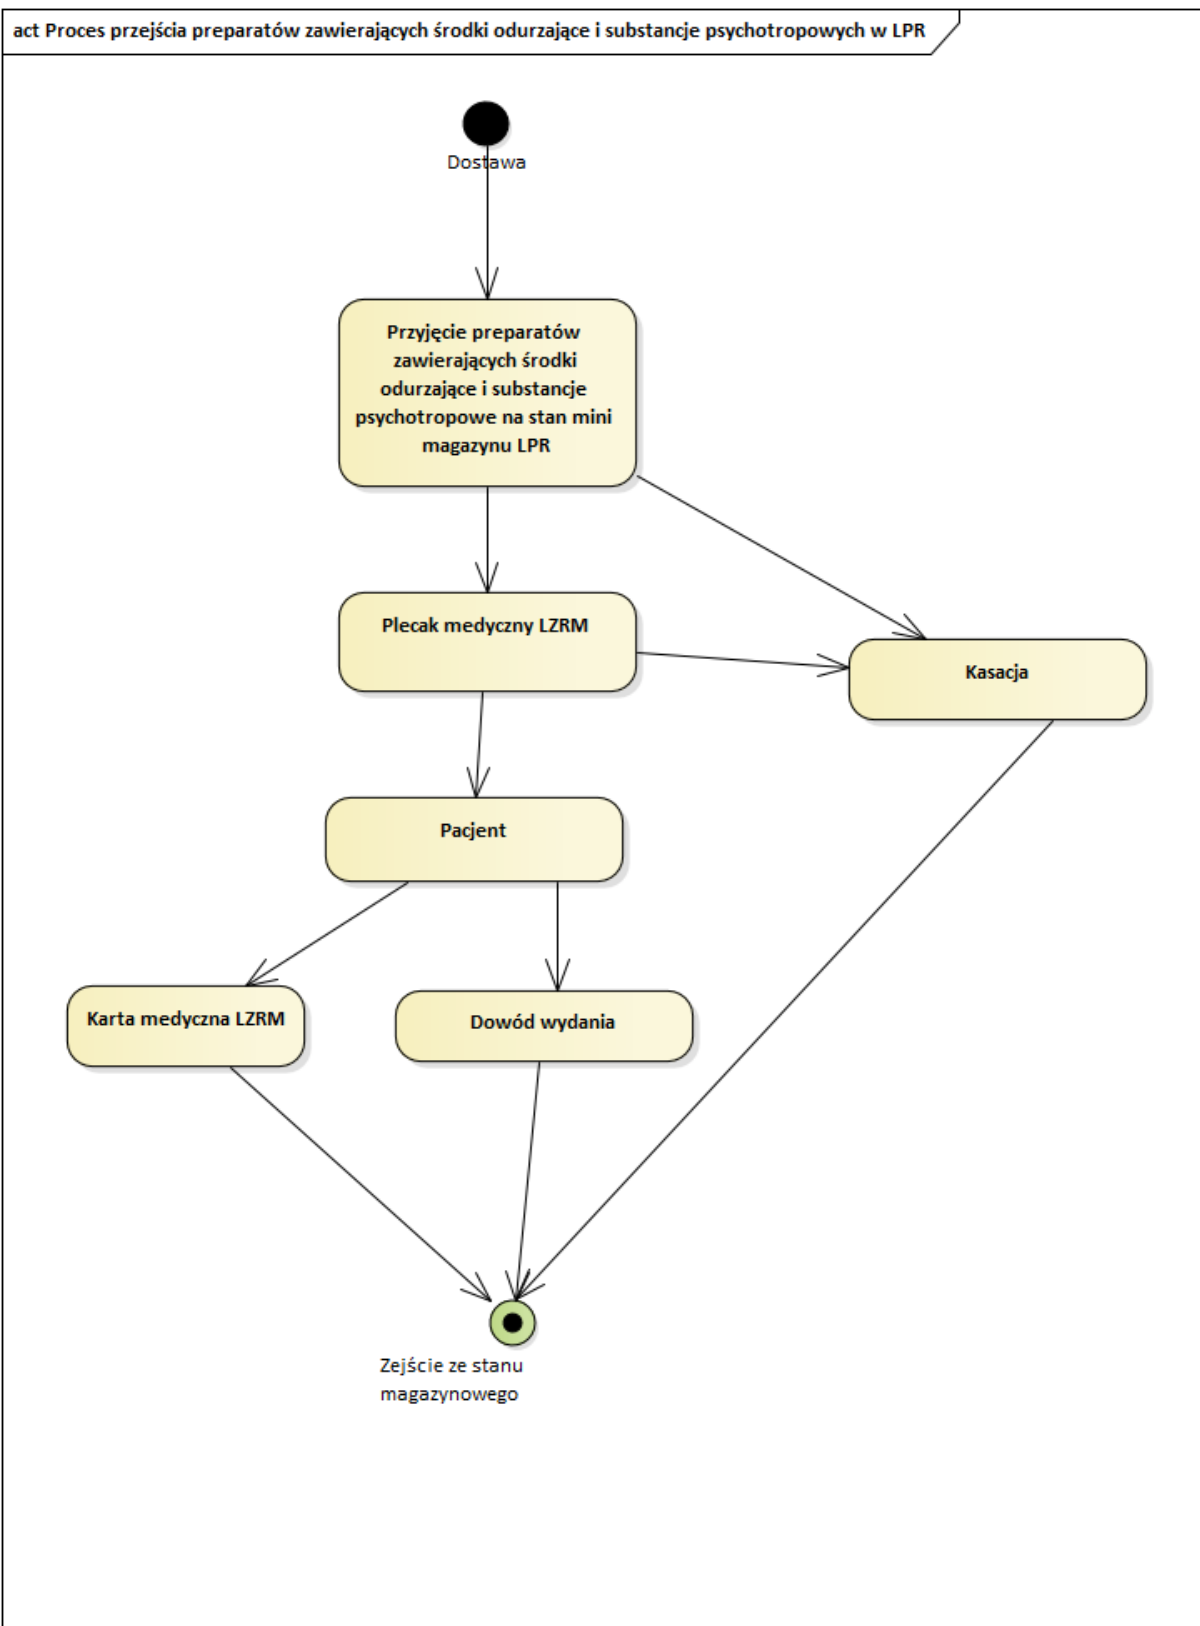 act Proces przejścia preparatów zawierających środki odurzające i substancje psychotropowych w LPR
Dostawa
Przyjęcie preparatów
zawierających środki
odurzające i substancje
psychotropowe na stan mini
magazynu LPR
Plecak medyczny LZRM
Kasacja
Pacjent
Karta medyczna LZRM
Dowód wydania
Zejście ze stanu
magazynowego